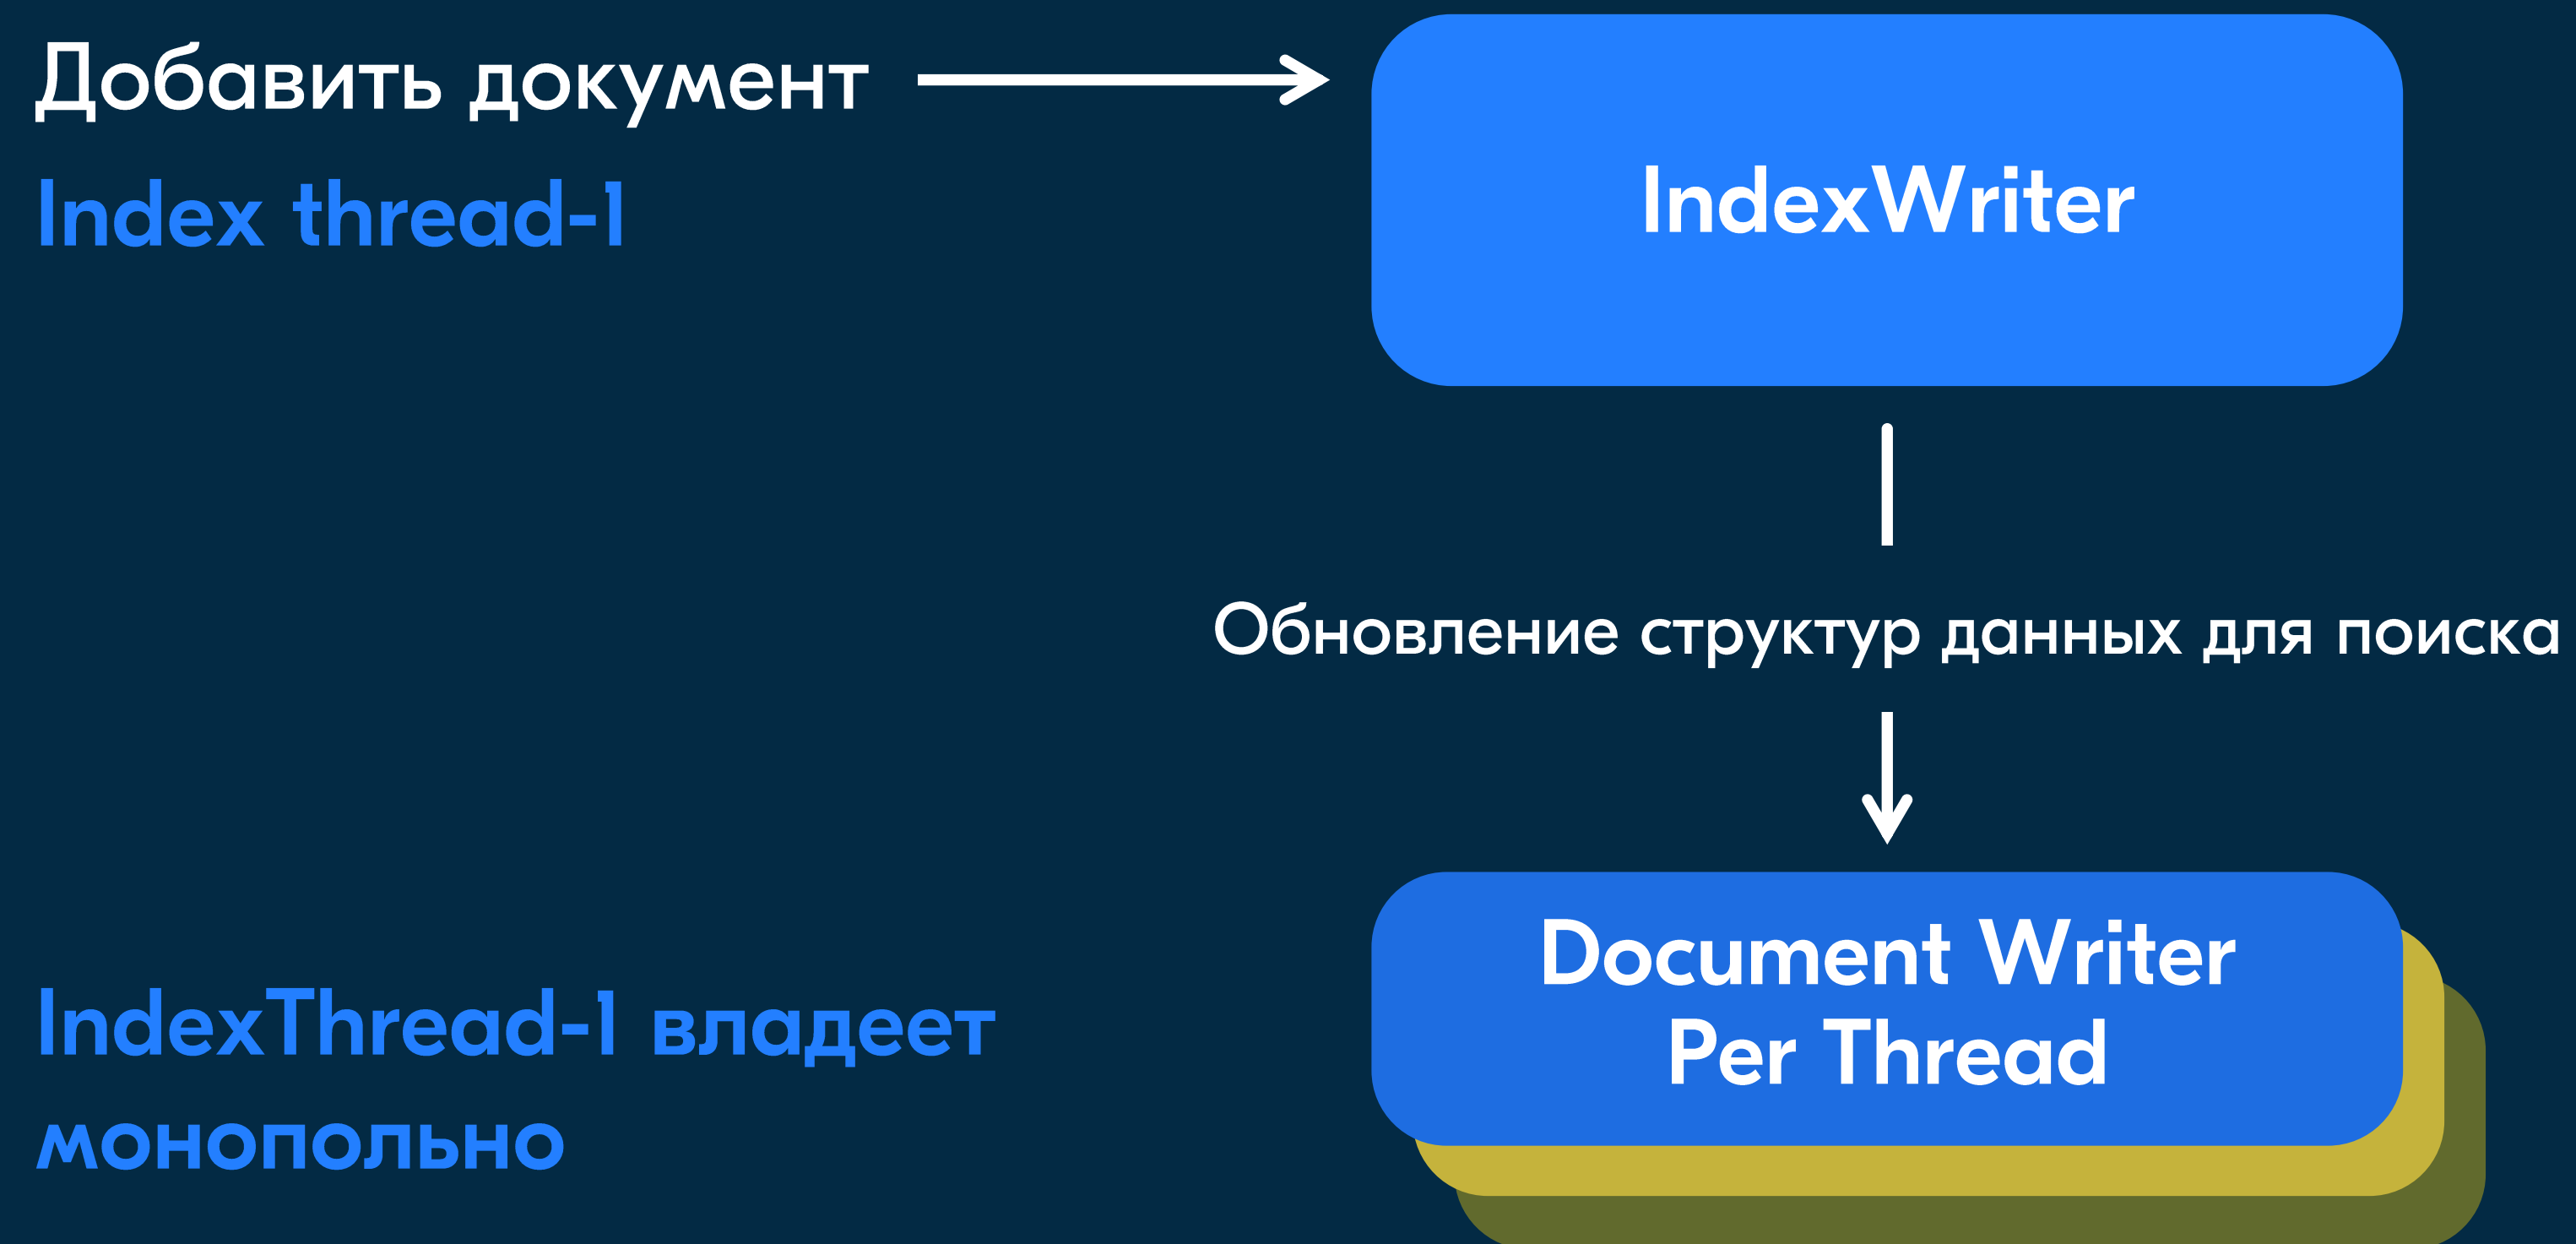 Добавить документ
Index thread-1
IndexWriter
Обновление структур данных для поиска
Document Writer
Per Thread
IndexThread-1 владеет
монопольно